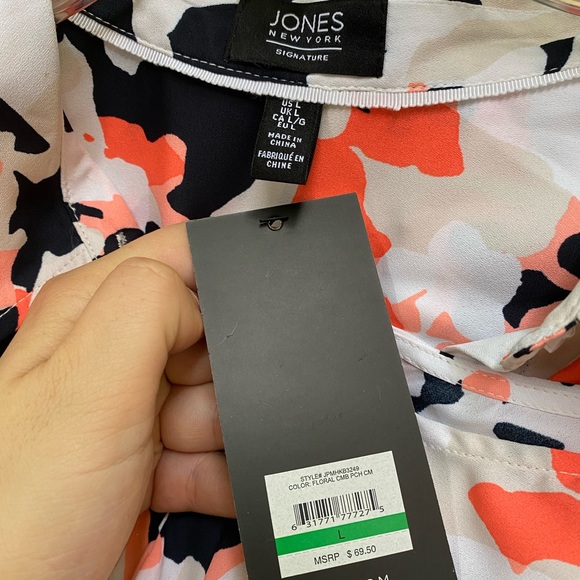 JONES
NEW YORK
SIGNATURE
US L
UK L
CA L/G
EU L
MADE IN
CHINA
FABRIQUÉ EN
CHINE
STYLE# JPMHKB3249
COLOR: FLORAL CMB PCH CM
6 31771 77727 5
L
MSRP $ 69.50